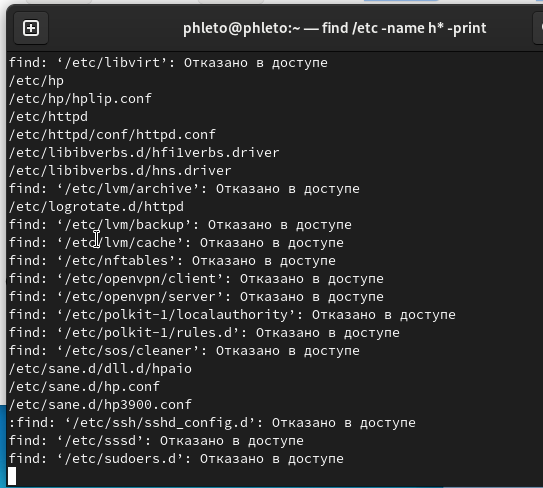 phleto@phleto:~ — find /etc -name h* -print
find: ‘/etc/libvirt’: Отказано в доступе
/etc/hp
/etc/hp/hplip.conf
/etc/httpd
/etc/httpd/conf/httpd.conf
/etc/libibverbs.d/hfi1verbs.driver
/etc/libibverbs.d/hns.driver
find: ‘/etc/lvm/archive’: Отказано в доступе
/etc/logrotate.d/httpd
find: ‘/etc/lvm/backup’: Отказано в доступе
find: ‘/etc/lvm/cache’: Отказано в доступе
find: ‘/etc/nftables’: Отказано в доступе
find: ‘/etc/openvpn/client’: Отказано в доступе
find: ‘/etc/openvpn/server’: Отказано в доступе
find: ‘/etc/polkit-1/localauthority’: Отказано в доступе
find: ‘/etc/polkit-1/rules.d’: Отказано в доступе
find: ‘/etc/sos/cleaner’: Отказано в доступе
/etc/sane.d/dll.d/hpaio
/etc/sane.d/hp.conf
/etc/sane.d/hp3900.conf
:find: ‘/etc/ssh/sshd_config.d’: Отказано в доступе
find: ‘/etc/sssd’: Отказано в доступе
find: ‘/etc/sudoers.d’: Отказано в доступе